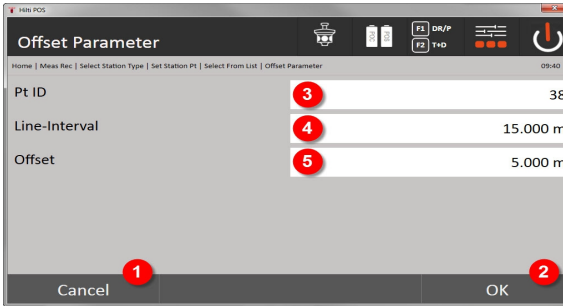 Hilti POS
Offset Parameter
POC
POS
F1 DR/P
F2 T+D
Home | Meas Rec | Select Station Type | Set Station Pt | Select From List | Offset Parameter 09:40
Pt ID 3 38
Line-Interval 4 15.000 m
Offset 5 5.000 m
1 2
Cancel OK